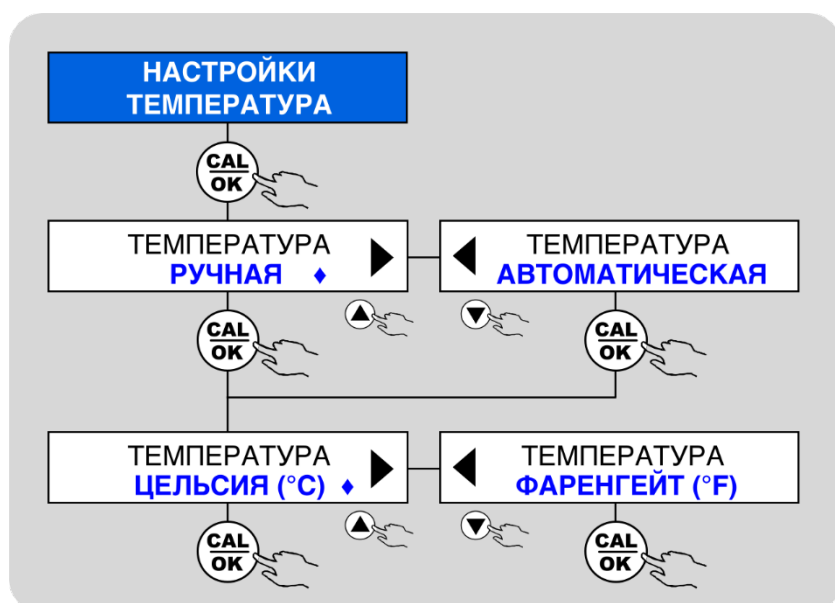 НАСТРОЙКИ
ТЕМПЕРАТУРА
CAL
OK
ТЕМПЕРАТУРА
РУЧНАЯ ♦
ТЕМПЕРАТУРА
АВТОМАТИЧЕСКАЯ
CAL
OK
CAL
OK
ТЕМПЕРАТУРА
ЦЕЛЬСИЯ (°C) ♦
ТЕМПЕРАТУРА
ФАРЕНГЕЙТ (°F)
CAL
OK
CAL
OK